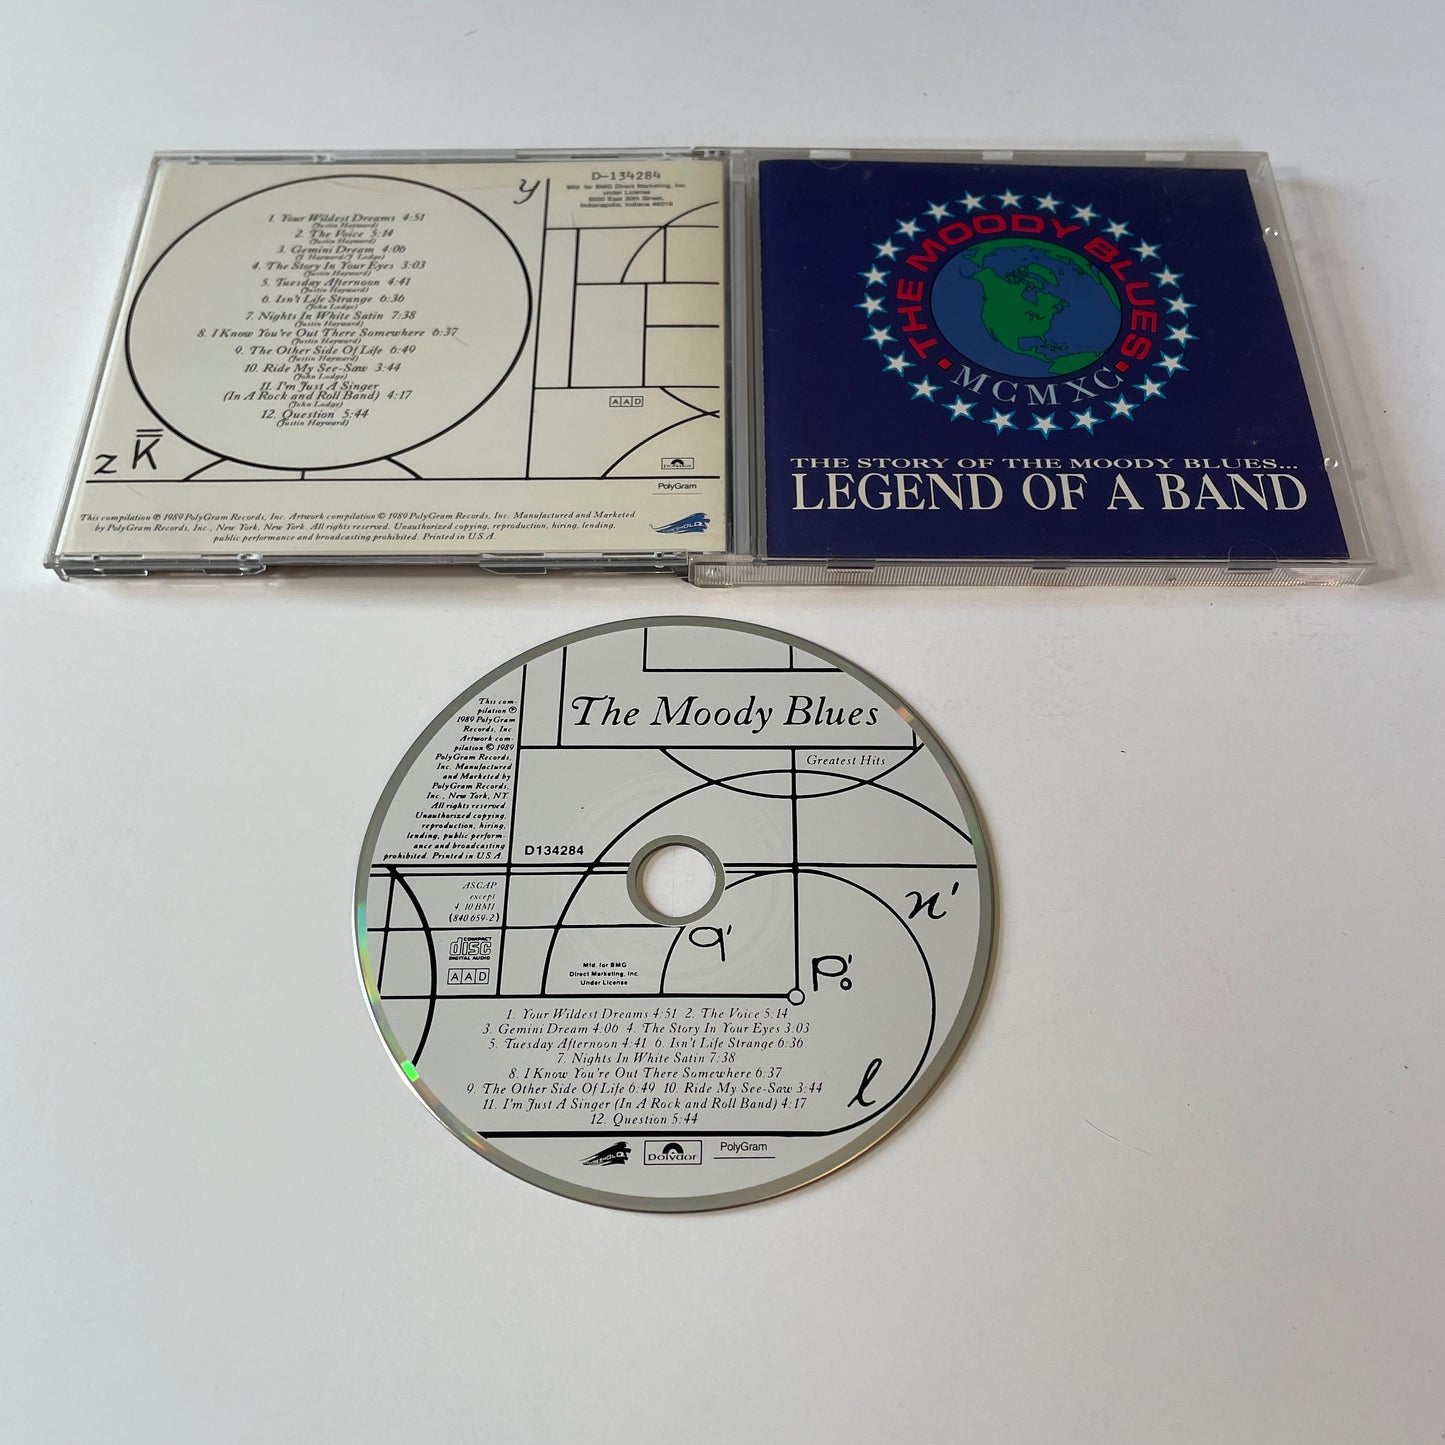 D-134284
Mfd. for BMG Direct Marketing, Inc.
under License
6550 East 30th Street,
Indianapolis, Indiana 46219
y
1. Your Wildest Dreams 4:51
(Justin Hayward)
2. The Voice 5:14
(Justin Hayward)
3. Gemini Dream 4:06
(J. Hayward/J. Lodge)
4. The Story In Your Eyes 3:03
(Justin Hayward)
5. Tuesday Afternoon 4:41
(Justin Hayward)
6. Isn't Life Strange 6:36
(John Lodge)
7. Nights In White Satin 7:38
(Justin Hayward)
8. I Know You're Out There Somewhere 6:37
(Justin Hayward)
9. The Other Side Of Life 6:49
(Justin Hayward)
10. Ride My See-Saw 3:44
(John Lodge)
11. I'm Just A Singer
(In A Rock and Roll Band) 4:17
(John Lodge)
12. Question 5:44
(Justin Hayward)
AAD
z K
polydor
PolyGram
This compilation ℗ 1989 PolyGram Records, Inc. Artwork compilation © 1989 PolyGram Records, Inc. Manufactured and Marketed
by PolyGram Records, Inc., New York, New York. All rights reserved. Unauthorized copying, reproduction, hiring, lending,
public performance and broadcasting prohibited. Printed in U.S.A.
THRESHOLD
THE MOODY BLUES
• MCMXC •
THE STORY OF THE MOODY BLUES...
LEGEND OF A BAND
The Moody Blues
Greatest Hits
This com-
pilation ℗
1989 PolyGram
Records, Inc.
Artwork com-
pilation © 1989
PolyGram Records,
Inc. Manufactured
and Marketed by
PolyGram Records,
Inc., New York, NY
All rights reserved.
Unauthorized copying,
reproduction, hiring,
lending, public perform-
ance and broadcasting
prohibited. Printed in U.S.A.
D134284
ASCAP
except
4, 10 BMI
(840 659-2)
COMPACT
disc
DIGITAL AUDIO
AAD
Mfd. for BMG
Direct Marketing, Inc.
Under License
n'
q'
p'o
l
1. Your Wildest Dreams 4:51 2. The Voice 5:14
3. Gemini Dream 4:06 4. The Story In Your Eyes 3:03
5. Tuesday Afternoon 4:41 6. Isn't Life Strange 6:36
7. Nights In White Satin 7:38
8. I Know You're Out There Somewhere 6:37
9. The Other Side Of Life 6:49 10. Ride My See-Saw 3:44
11. I'm Just A Singer (In A Rock and Roll Band) 4:17
12. Question 5:44
THRESHOLD polydor PolyGram